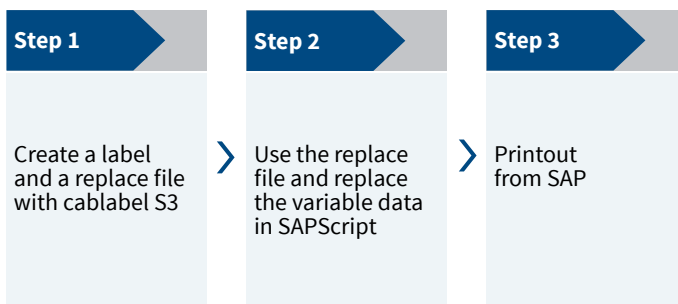 Step 1
Create a label
and a replace file
with cablabel S3
Step 2
Use the replace
file and replace
the variable data
in SAPScript
Step 3
Printout
from SAP